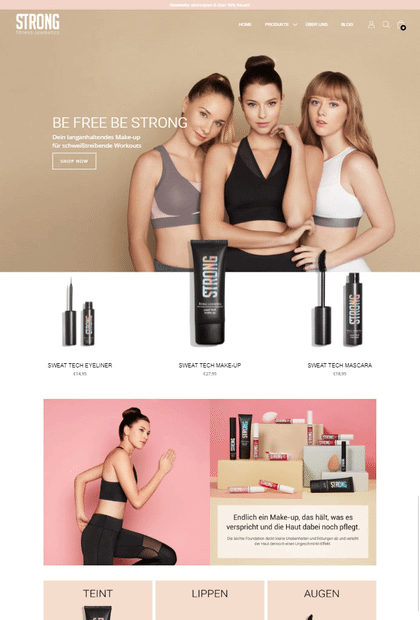 STRONG
fitness cosmetics
HOME PRODUCTS ÜBER UNS BLOG
0
BE FREE BE STRONG
Dein langanhaltendes Make-up
für schweißtreibende Workouts
SHOP NOW
STRONG
SWEAT TECH EYELINER
SWEAT TECH MAKE-UP
SWEAT TECH MASCARA
€14,95
€27,95
€18,95
STRONG
Endlich ein Make-up, das hält, was es
verspricht und die Haut dabei noch pflegt.
TEINT LIPPEN AUGEN